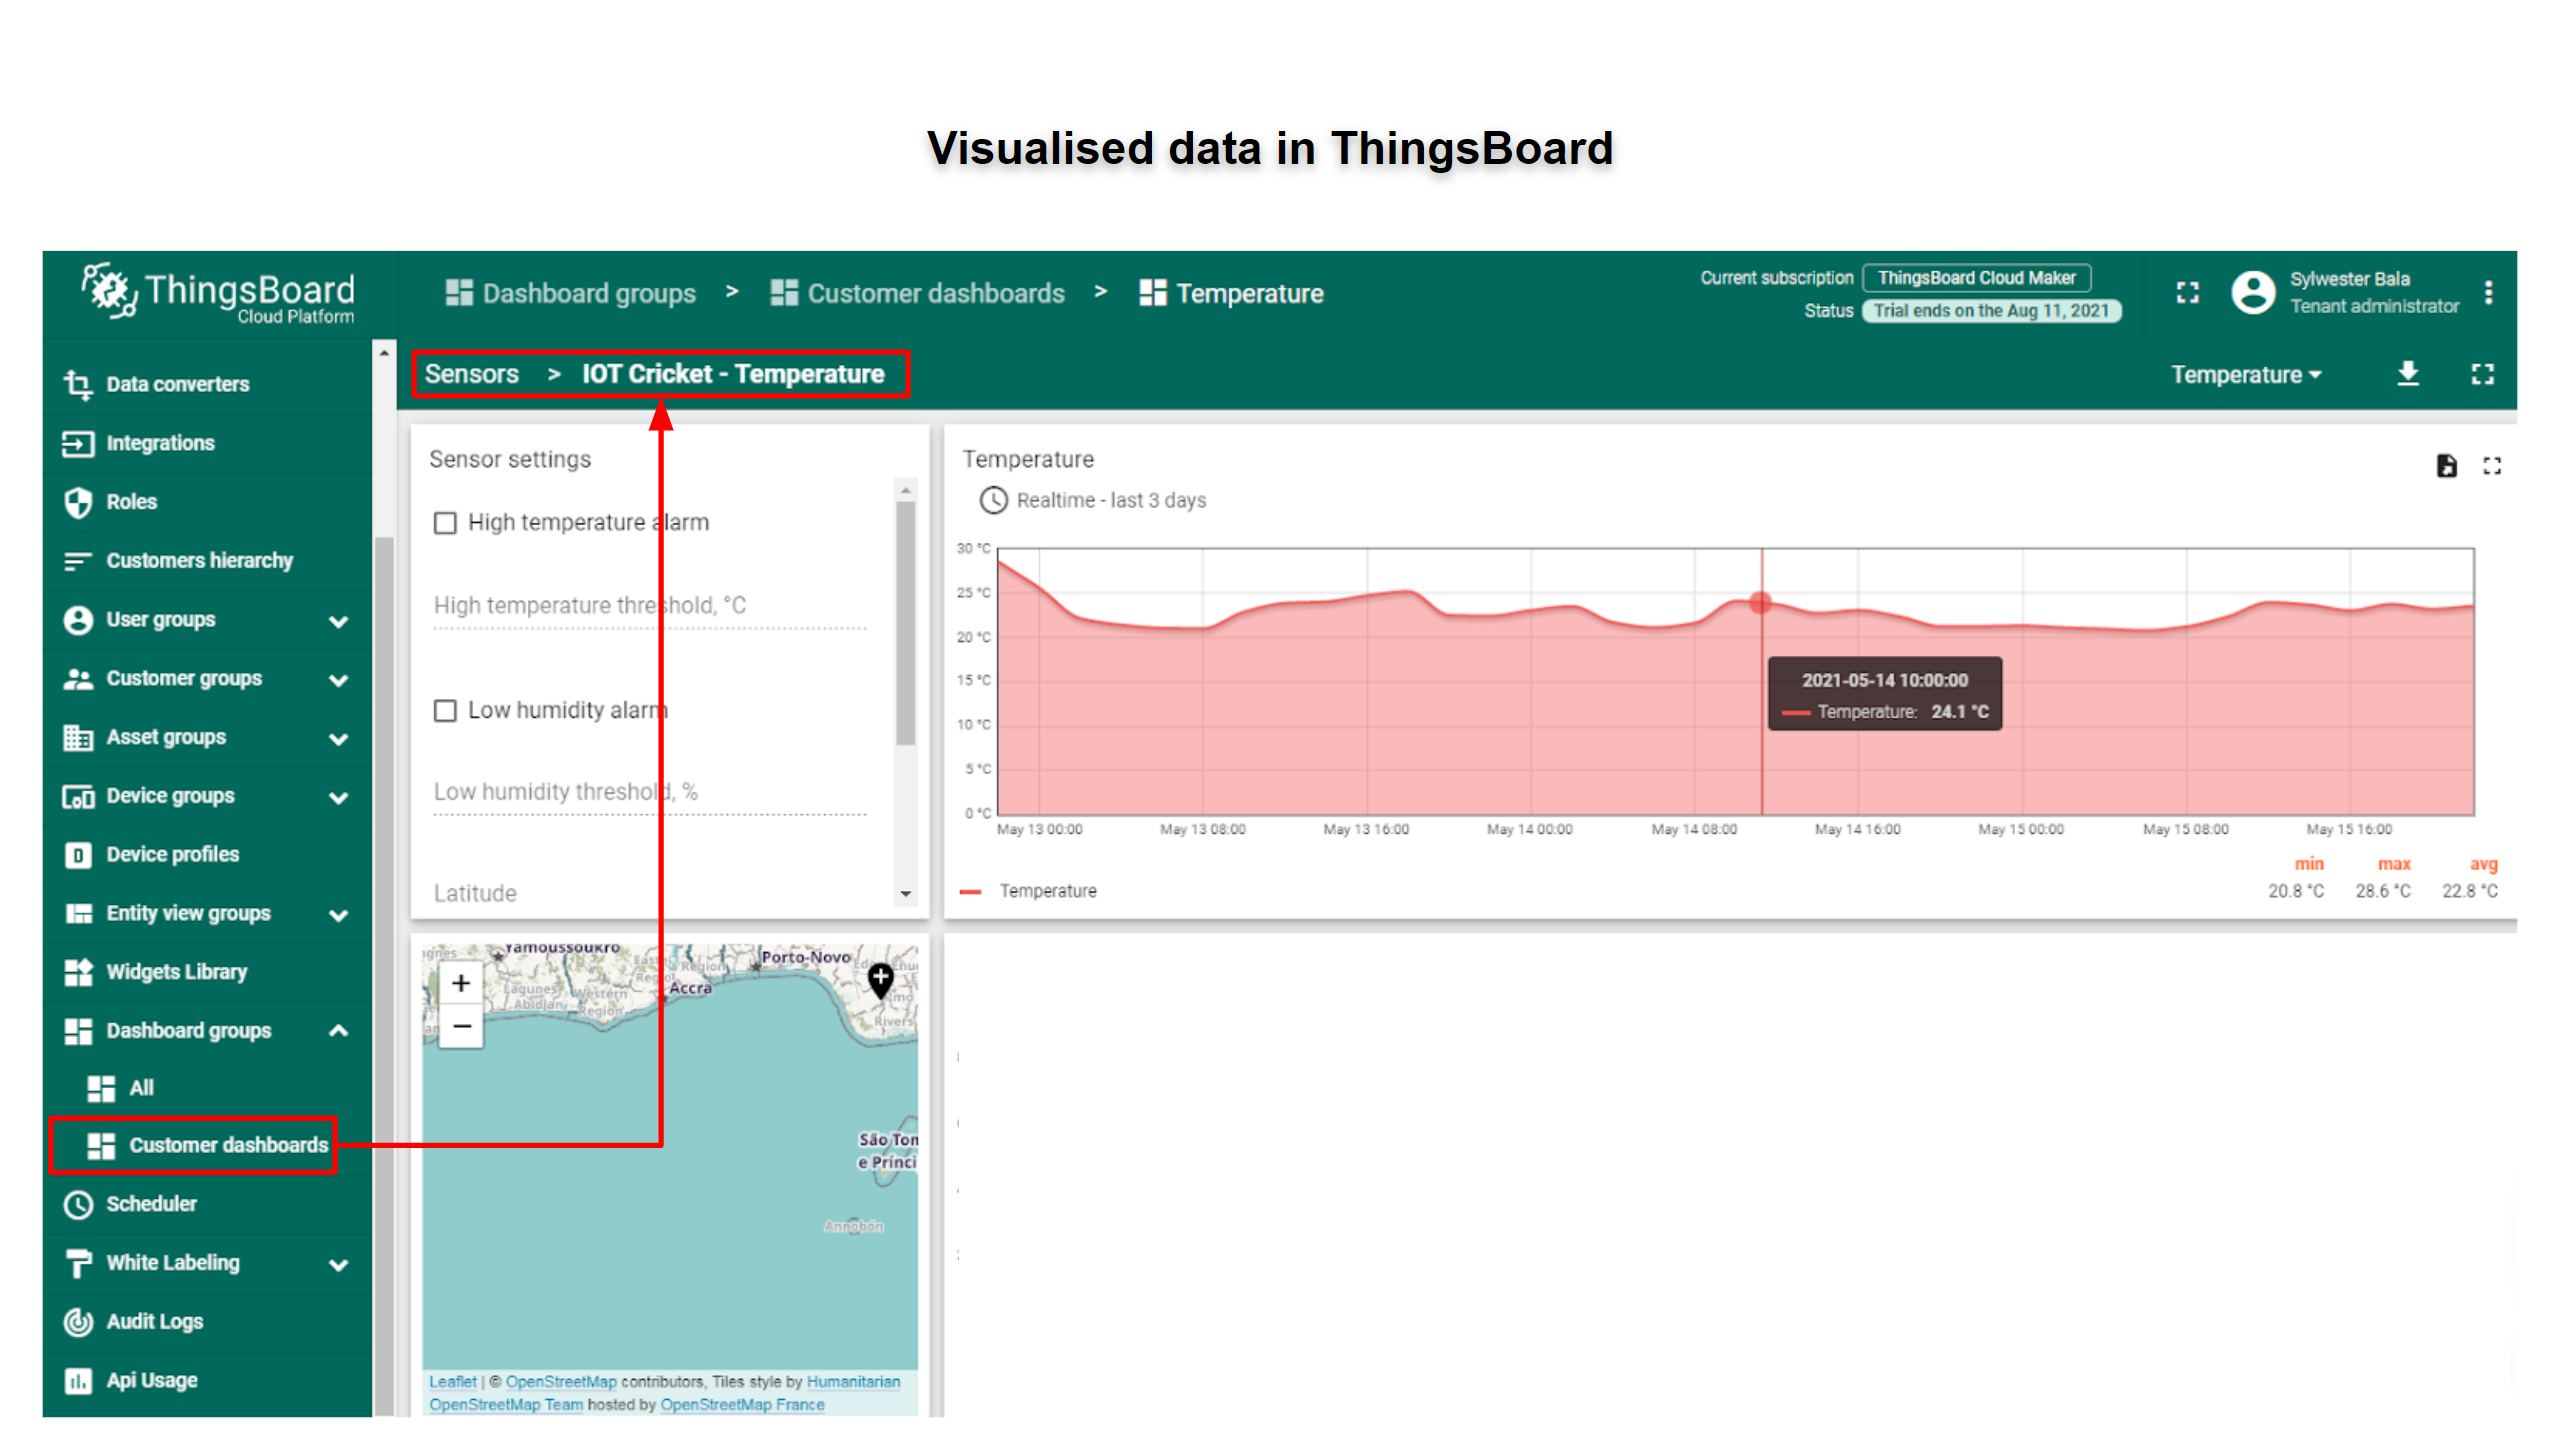 Visualised data in ThingsBoard
ThingsBoard
Cloud Platform
Dashboard groups > Customer dashboards > Temperature
Current subscription ThingsBoard Cloud Maker
Status Trial ends on the Aug 11, 2021
Sylwester Bala
Tenant administrator
Sensors > IOT Cricket - Temperature
Temperature
Data converters
Integrations
Roles
Customers hierarchy
User groups
Customer groups
Asset groups
Device groups
Device profiles
Entity view groups
Widgets Library
Dashboard groups
All
Customer dashboards
Scheduler
White Labeling
Audit Logs
Api Usage
Sensor settings
High temperature alarm
High temperature threshold, °C
Low humidity alarm
Low humidity threshold, %
Latitude
Temperature
Realtime - last 3 days
30 °C
25 °C
20 °C
15 °C
10 °C
5 °C
0 °C
2021-05-14 10:00:00
Temperature: 24.1 °C
May 13 00:00 May 13 08:00 May 13 16:00 May 14 00:00 May 14 08:00 May 14 16:00 May 15 00:00 May 15 08:00 May 15 16:00
min max avg
Temperature 20.8 °C 28.6 °C 22.8 °C
+
−
Yamoussoukro
Porto-Novo
Accra
Lagunes
Abidjan
Western
Region
Region
Rivers
São Tom
e Prínci
Annobón
Leaflet | © OpenStreetMap contributors, Tiles style by Humanitarian
OpenStreetMap Team hosted by OpenStreetMap France